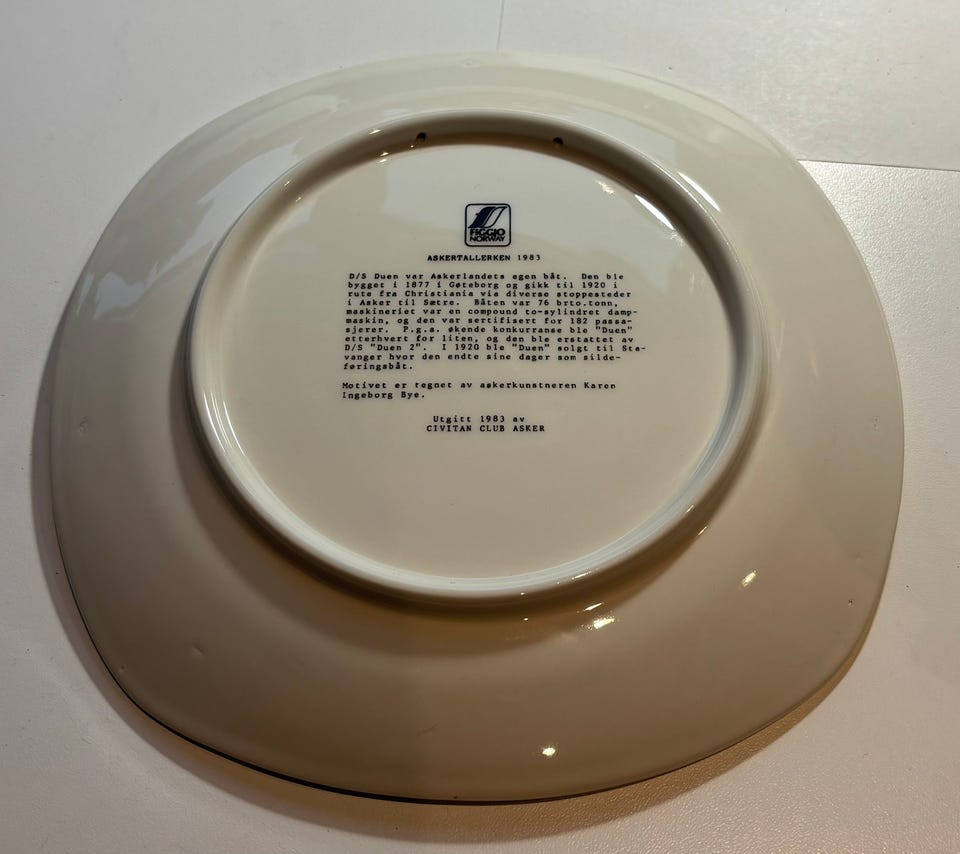 FIGGJO
NORWAY
ASKERTALLERKEN 1983
D/S Duen var Askerlandets egen båt. Den ble
bygget i 1877 i Gøteborg og gikk til 1920 i
rute fra Christiania via diverse stoppesteder
i Asker til Sætre. Båten var 76 brto.tonn,
maskineriet var en compound to-sylindret damp-
maskin, og den var sertifisert for 182 passa-
sjerer. P.g.a. økende konkurranse ble "Duen"
etterhvert for liten, og den ble erstattet av
D/S "Duen 2". I 1920 ble "Duen" solgt til Sta-
vanger hvor den endte sine dager som silde-
føringsbåt.
Motivet er tegnet av askerkunstneren Karen
Ingeborg Bye.
Utgitt 1983 av
CIVITAN CLUB ASKER